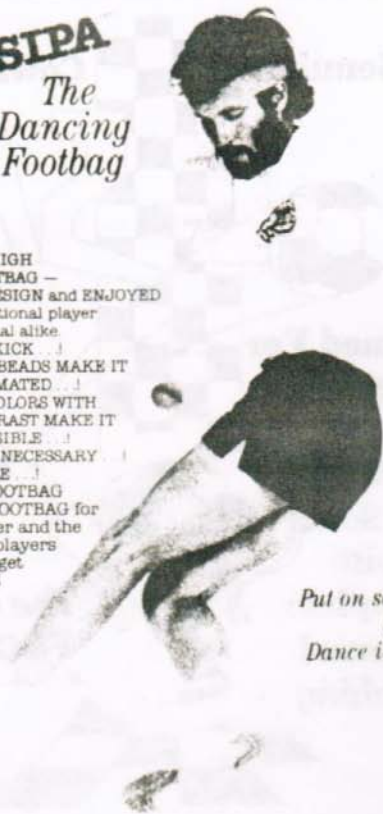 SIPA
The
Dancing
Footbag
IGH
TBAG —
ESIGN and ENJOYED
tional player
al alike.
KICK . . . !
BEADS MAKE IT
MATED . . . !
OLORS WITH
RAST MAKE IT
SIBLE . . . !
NECESSARY . . . !
E . . . !
OOTBAG
OOTBAG for
er and the
players
get
Put on s
Dance i